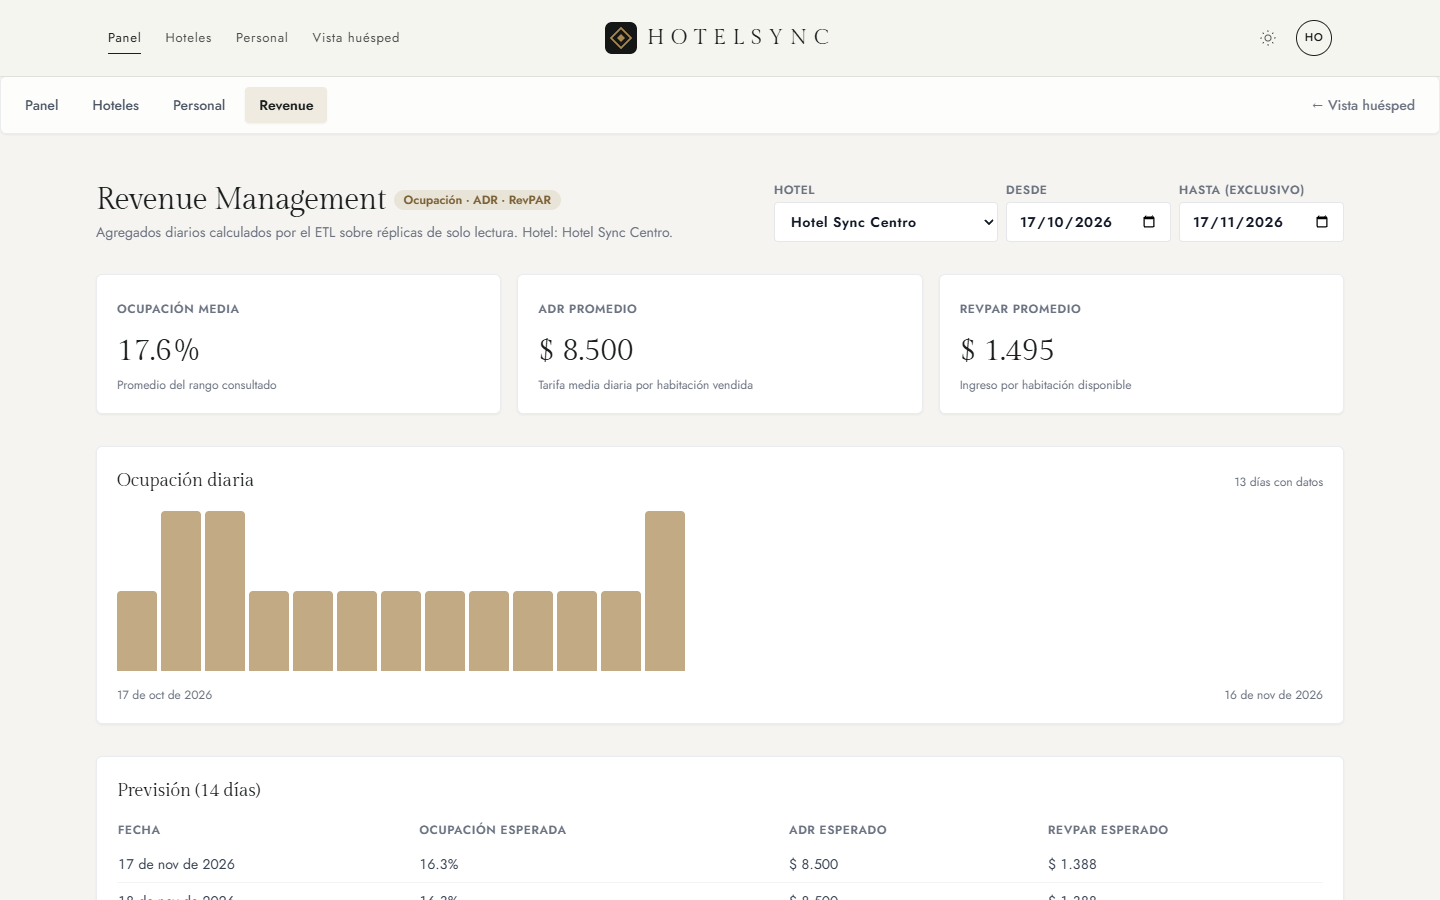 Panel
Hoteles
Personal
Vista huésped
HOTELSYNC
HO
Panel
Hoteles
Personal
Revenue
← Vista huésped
Revenue Management
Ocupación · ADR · RevPAR
Agregados diarios calculados por el ETL sobre réplicas de solo lectura. Hotel: Hotel Sync Centro.
HOTEL
Hotel Sync Centro
DESDE
17/10/2026
HASTA (EXCLUSIVO)
17/11/2026
OCUPACIÓN MEDIA
17.6%
Promedio del rango consultado
ADR PROMEDIO
$ 8.500
Tarifa media diaria por habitación vendida
REVPAR PROMEDIO
$ 1.495
Ingreso por habitación disponible
Ocupación diaria
13 días con datos
17 de oct de 2026
16 de nov de 2026
Previsión (14 días)
FECHA
OCUPACIÓN ESPERADA
ADR ESPERADO
REVPAR ESPERADO
17 de nov de 2026
16.3%
$ 8.500
$ 1.388